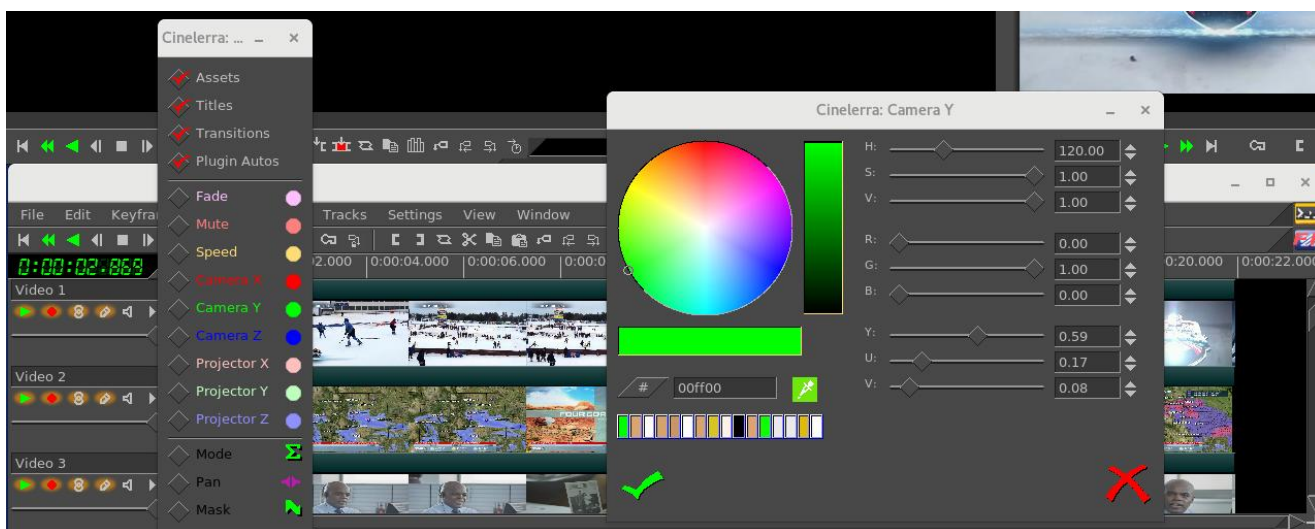 Cinelerra: ...
Assets
Titles
Transitions
Plugin Autos
Fade
Mute
Speed
Camera X
Camera Y
Camera Z
Projector X
Projector Y
Projector Z
Mode
Pan
Mask
File Edit Keyfra
Tracks Settings View Window
0:00:02.869
2.000 0:00:04.000 0:00:06.000 0:00:0
0:20.000 0:00:22.000
Video 1
Video 2
Video 3
Cinelerra: Camera Y
H: 120.00
S: 1.00
V: 1.00
R: 0.00
G: 1.00
B: 0.00
Y: 0.59
U: 0.17
V: 0.08
# 00ff00